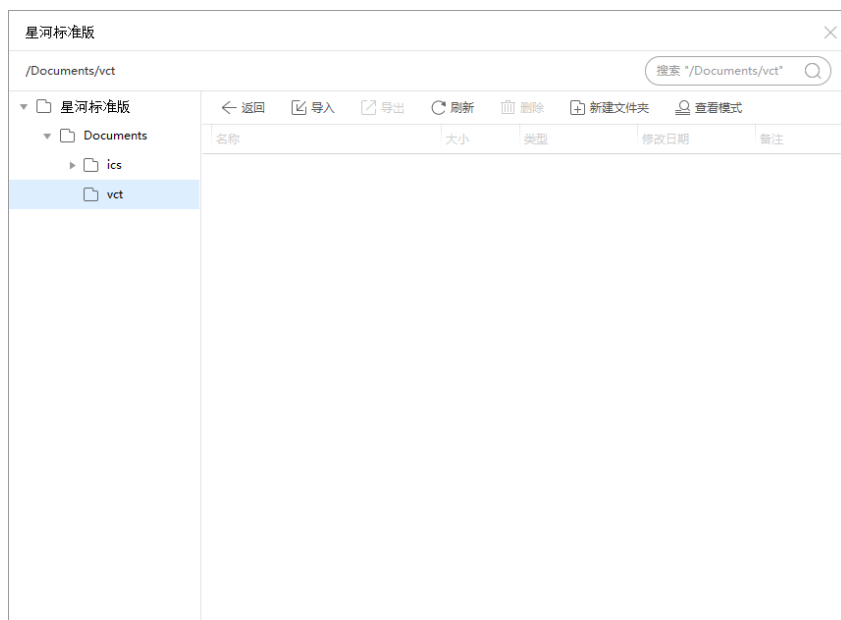 星河标准版
/Documents/vct
搜索 "/Documents/vct"
星河标准版
Documents
ics
vct
返回 导入 导出 刷新 删除 新建文件夹 查看模式
名称 大小 类型 修改日期 备注